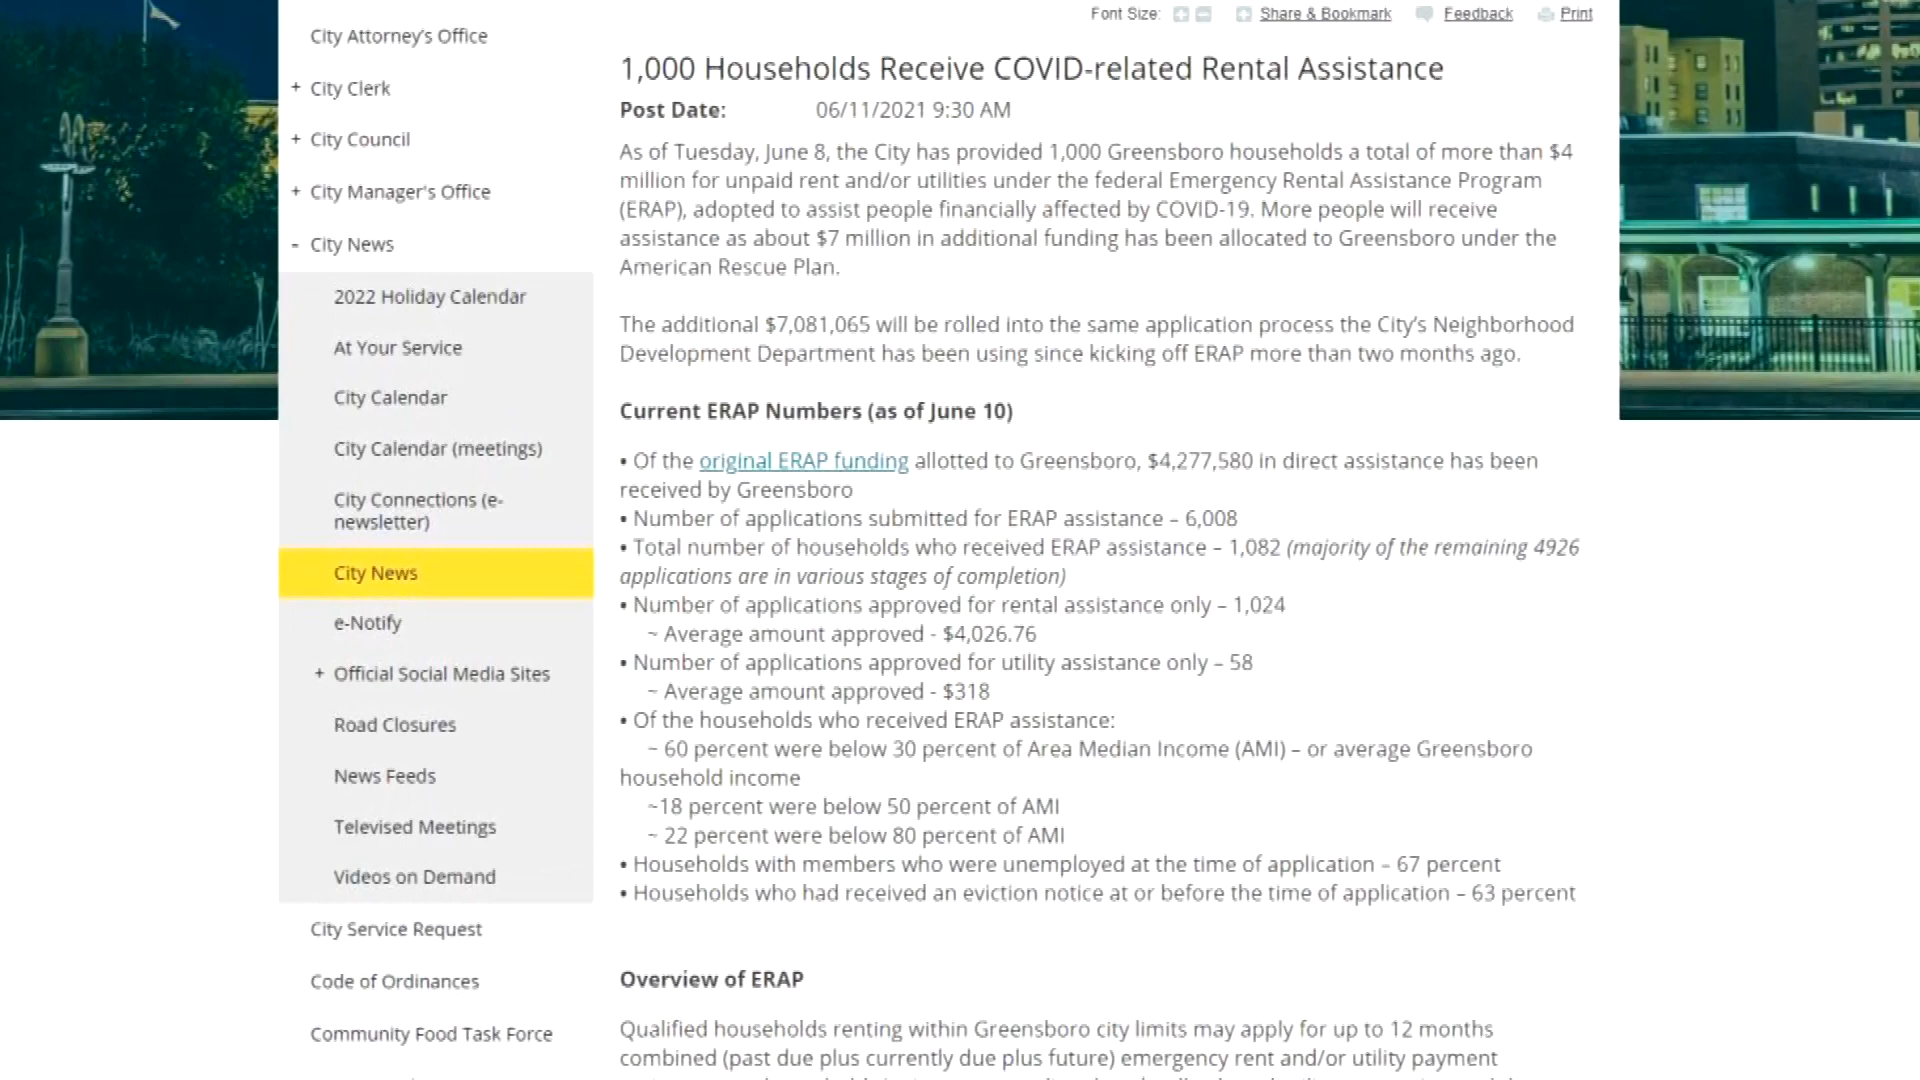 Font Size: Share & Bookmark Feedback Print
City Attorney's Office
+ City Clerk
+ City Council
+ City Manager's Office
- City News
2022 Holiday Calendar
At Your Service
City Calendar
City Calendar (meetings)
City Connections (e-
newsletter)
City News
e-Notify
+ Official Social Media Sites
Road Closures
News Feeds
Televised Meetings
Videos on Demand
City Service Request
Code of Ordinances
Community Food Task Force
1,000 Households Receive COVID-related Rental Assistance
Post Date: 06/11/2021 9:30 AM
As of Tuesday, June 8, the City has provided 1,000 Greensboro households a total of more than $4
million for unpaid rent and/or utilities under the federal Emergency Rental Assistance Program
(ERAP), adopted to assist people financially affected by COVID-19. More people will receive
assistance as about $7 million in additional funding has been allocated to Greensboro under the
American Rescue Plan.
The additional $7,081,065 will be rolled into the same application process the City's Neighborhood
Development Department has been using since kicking off ERAP more than two months ago.
Current ERAP Numbers (as of June 10)
• Of the original ERAP funding allotted to Greensboro, $4,277,580 in direct assistance has been
received by Greensboro
• Number of applications submitted for ERAP assistance – 6,008
• Total number of households who received ERAP assistance – 1,082 (majority of the remaining 4926
applications are in various stages of completion)
• Number of applications approved for rental assistance only – 1,024
~ Average amount approved - $4,026.76
• Number of applications approved for utility assistance only – 58
~ Average amount approved - $318
• Of the households who received ERAP assistance:
~ 60 percent were below 30 percent of Area Median Income (AMI) – or average Greensboro
household income
~18 percent were below 50 percent of AMI
~ 22 percent were below 80 percent of AMI
• Households with members who were unemployed at the time of application – 67 percent
• Households who had received an eviction notice at or before the time of application – 63 percent
Overview of ERAP
Qualified households renting within Greensboro city limits may apply for up to 12 months
combined (past due plus currently due plus future) emergency rent and/or utility payment